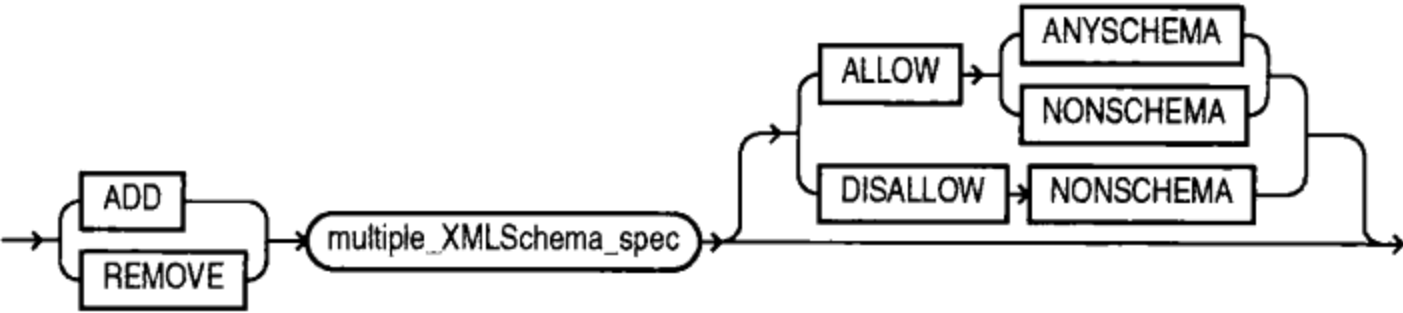 ANYSCHEMA
ALLOW
NONSCHEMA
DISALLOW NONSCHEMA
ADD
multiple_XMLSchema_spec
REMOVE